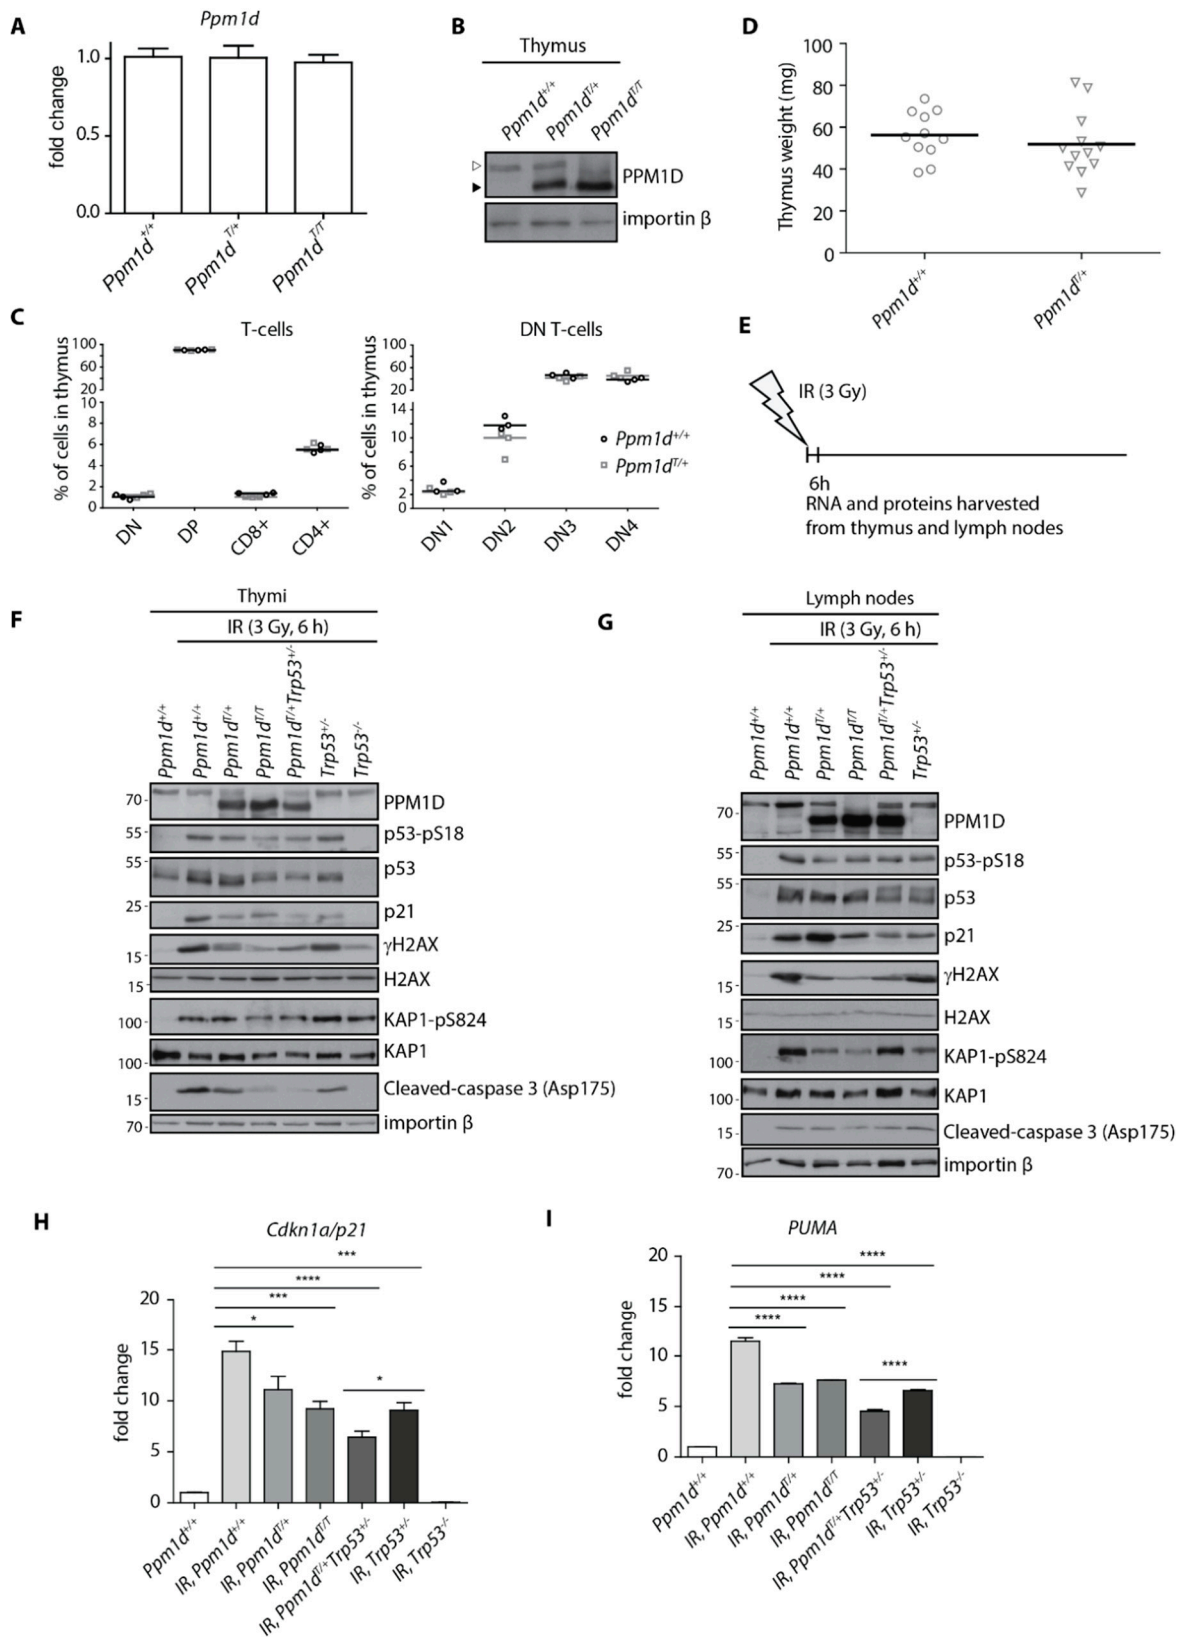 A
Ppm1d
fold change
1.0
0.5
0.0
Ppm1d+/+
Ppm1dT/+
Ppm1dT/T
B
Thymus
Ppm1d+/+
Ppm1dT/+
Ppm1dT/T
PPM1D
importin β
D
Thymus weight (mg)
100
80
60
40
20
0
Ppm1d+/+
Ppm1dT/+
C
T-cells
% of cells in thymus
100
60
20
10
8
6
4
2
0
DN
DP
CD8+
CD4+
DN T-cells
% of cells in thymus
100
60
20
14
10
6
2
0
DN1
DN2
DN3
DN4
Ppm1d+/+
Ppm1dT/+
E
IR (3 Gy)
6h
RNA and proteins harvested
from thymus and lymph nodes
F
Thymi
IR (3 Gy, 6 h)
Ppm1d+/+
Ppm1d+/+
Ppm1dT/+
Ppm1dT/T
Ppm1dT/+Trp53+/-
Trp53+/-
Trp53-/-
70- PPM1D
55- p53-pS18
55- p53
25- p21
15- γH2AX
15- H2AX
100- KAP1-pS824
100- KAP1
15- Cleaved-caspase 3 (Asp175)
70- importin β
G
Lymph nodes
IR (3 Gy, 6 h)
Ppm1d+/+
Ppm1d+/+
Ppm1dT/+
Ppm1dT/T
Ppm1dT/+Trp53+/-
Trp53+/-
70- PPM1D
55- p53-pS18
55- p53
25- p21
15- γH2AX
15- H2AX
100- KAP1-pS824
100- KAP1
15- Cleaved-caspase 3 (Asp175)
70- importin β
H
Cdkn1a/p21
***
****
***
*
*
fold change
20
15
10
5
0
Ppm1d+/+
IR, Ppm1d+/+
IR, Ppm1dT/+
IR, Ppm1dT/T
IR, Ppm1dT/+Trp53+/-
IR, Trp53+/-
IR, Trp53-/-
I
PUMA
****
****
****
****
****
fold change
20
15
10
5
0
Ppm1d+/+
IR, Ppm1d+/+
IR, Ppm1dT/+
IR, Ppm1dT/T
IR, Ppm1dT/+Trp53+/-
IR, Trp53+/-
IR, Trp53-/-